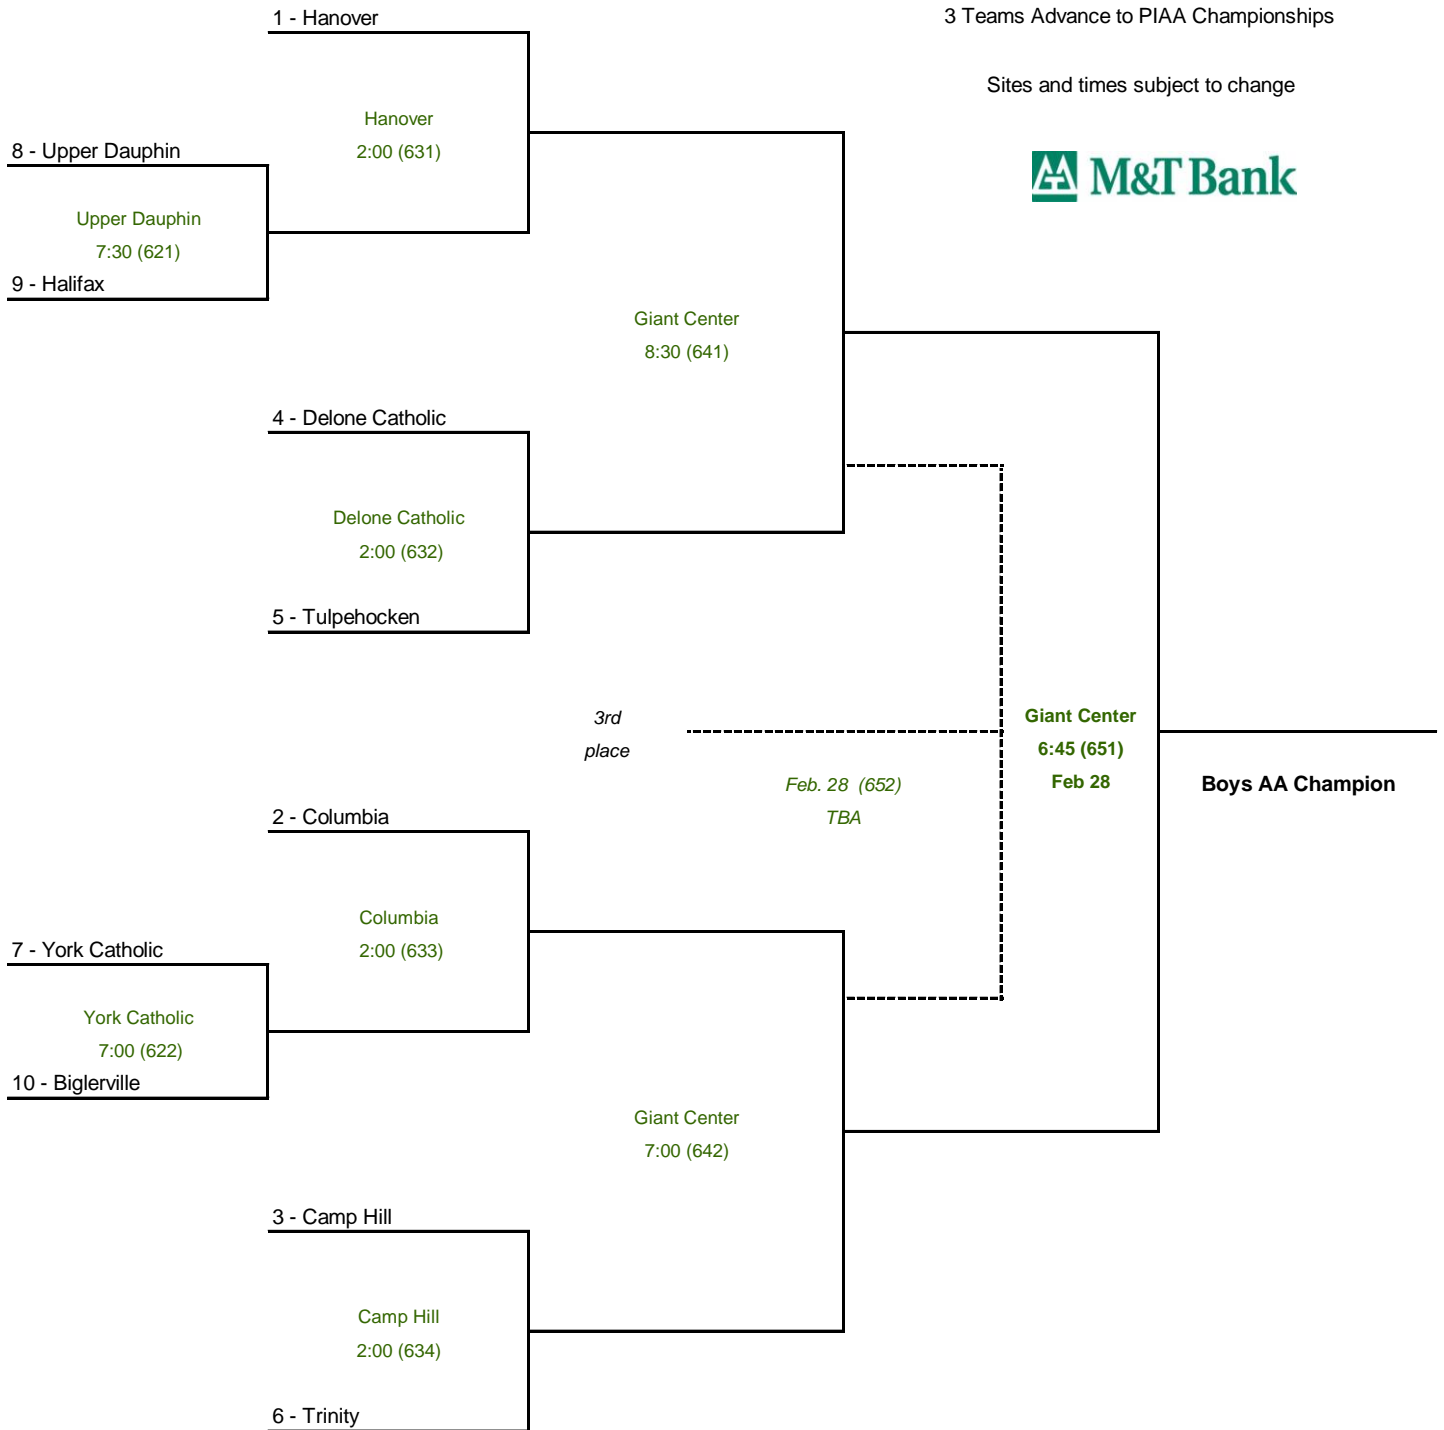 1 - Hanover
3 Teams Advance to PIAA Championships
Sites and times subject to change
Hanover
2:00 (631)
M&T Bank
8 - Upper Dauphin
Upper Dauphin
7:30 (621)
9 - Halifax
Giant Center
8:30 (641)
4 - Delone Catholic
Delone Catholic
2:00 (632)
5 - Tulpehocken
3rd
place
Giant Center
6:45 (651)
Feb 28
Feb. 28 (652)
TBA
Boys AA Champion
2 - Columbia
Columbia
2:00 (633)
7 - York Catholic
York Catholic
7:00 (622)
10 - Biglerville
Giant Center
7:00 (642)
3 - Camp Hill
Camp Hill
2:00 (634)
6 - Trinity